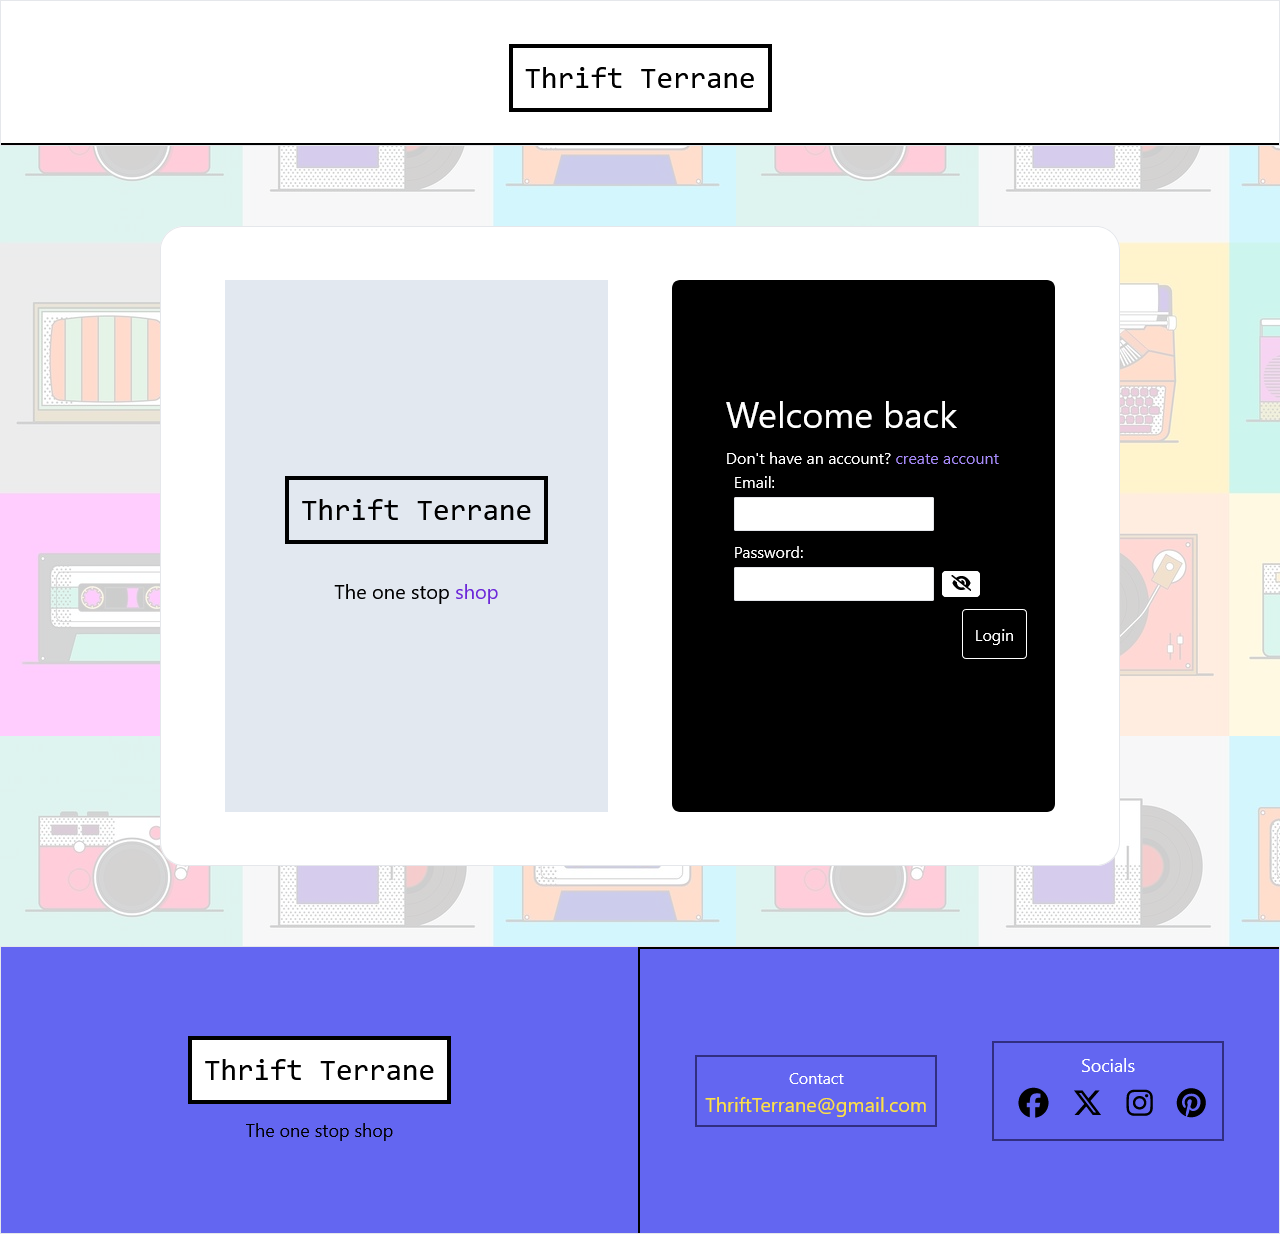 Thrift Terrane
Thrift Terrane
The one stop shop
Welcome back
Don't have an account? create account
Email:
Password:
Login
Thrift Terrane
The one stop shop
Contact
ThriftTerrane@gmail.com
Socials